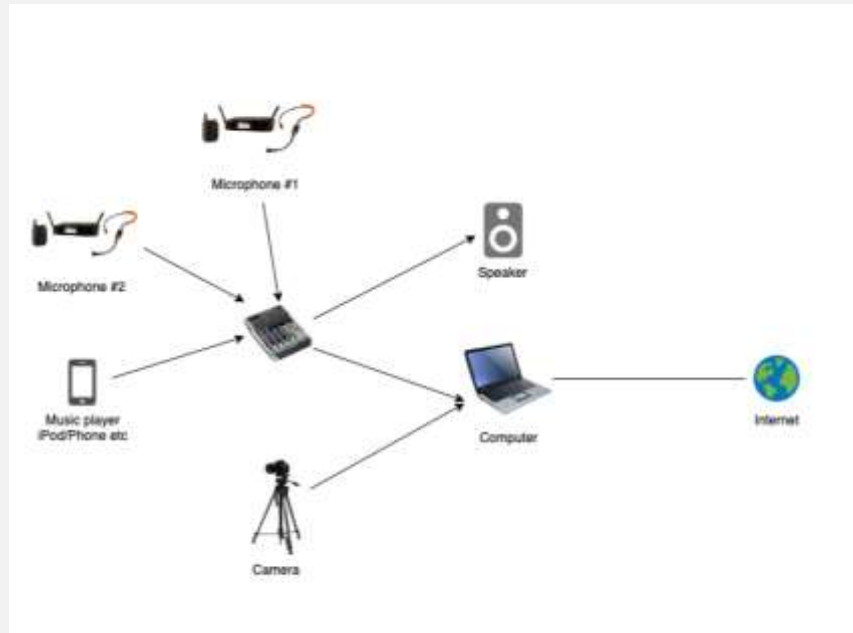 Microphone #1
Microphone #2
Speaker
Music player
iPod/Phone etc
Computer
Internet
Camera